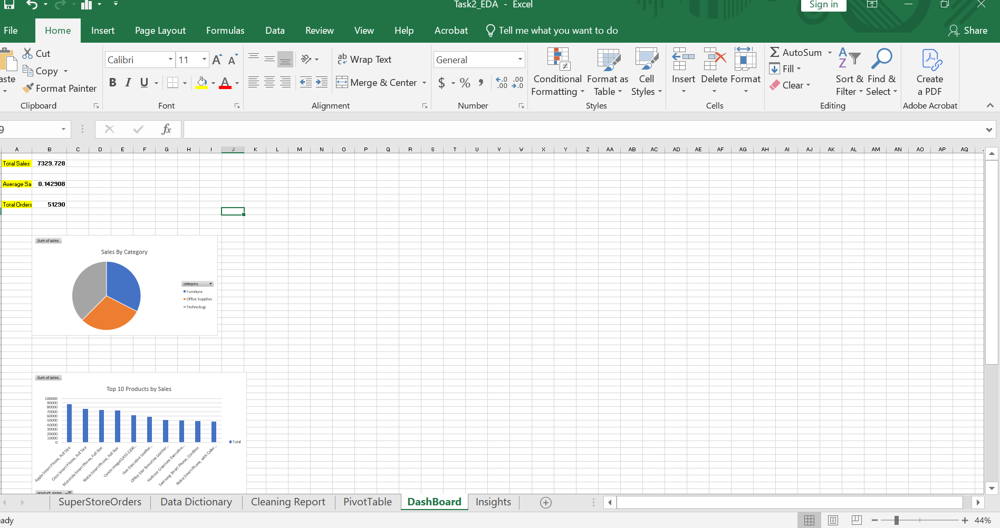 Task2_EDA - Excel
Sign in
File Home Insert Page Layout Formulas Data Review View Help Acrobat Tell me what you want to do Share
Cut
Copy
aste
Format Painter
Clipboard
Calibri 11
B I U
Font
Wrap Text
Merge & Center
Alignment
General
$ % ,
Number
Conditional Formatting
Format as Table
Cell Styles
Styles
Insert Delete Format
Cells
AutoSum
Fill
Clear
Sort & Filter
Find & Select
Editing
Create a PDF
Adobe Acrobat
9
fx
A B C D E F G H I J K L M N O P Q R S T U V W X Y Z AA AB AC AD AE AF AG AH AI AJ AK AL AM AN AO AP AQ
Total Sales 7329.728
Average Sa 0.142908
Total Orders 51290
Sum of sales
Sales By Category
category
Furniture
Office Supplies
Technology
Sum of sales
Top 10 Products by Sales
100000
90000
80000
70000
60000
50000
40000
30000
20000
10000
0
Total
Apple Smart Phone, Full Size
Cisco Smart Phone, Full Size
Motorola Smart Phone, Full Size
Nokia Smart Phone, Full Size
Canon imageCLASS 2200...
Hon Executive Leather...
Office Star Executive Leather...
Harbour Creations Executive...
Samsung Smart Phone, Cordless
Nokia Smart Phone, with Caller...
product_name
SuperStoreOrders Data Dictionary Cleaning Report PivotTable DashBoard Insights
eady
44%